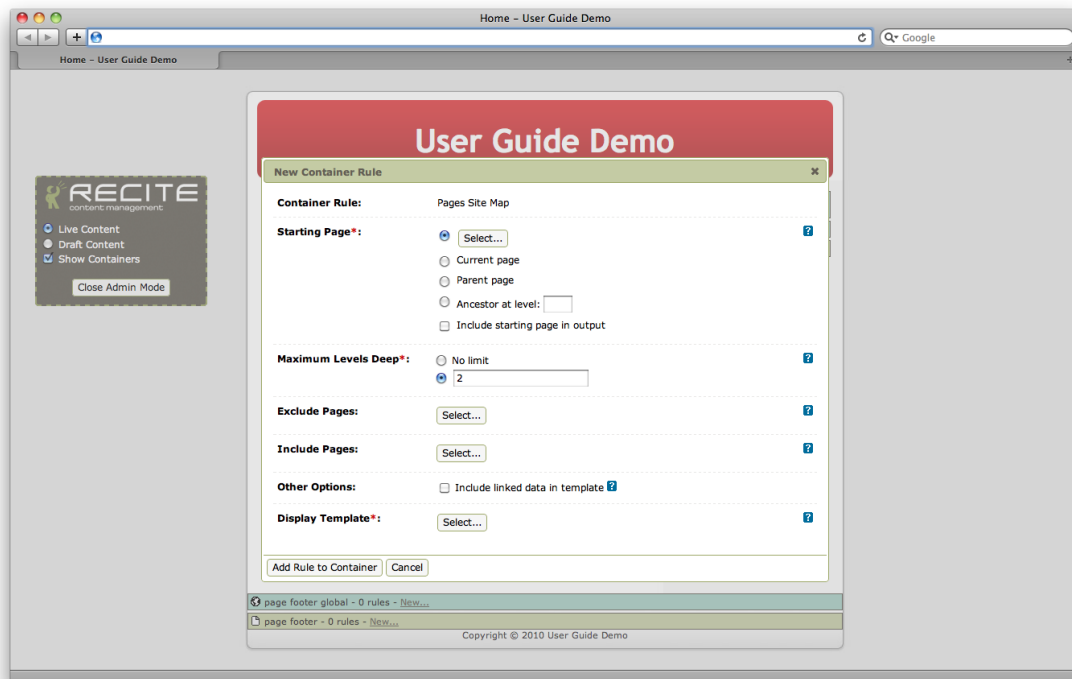 Home – User Guide Demo
Google
Home – User Guide Demo
User Guide Demo
RECITE
content management
Live Content
Draft Content
Show Containers
Close Admin Mode
New Container Rule
Container Rule: Pages Site Map
Starting Page*: Select... ?
Current page
Parent page
Ancestor at level:
Include starting page in output
Maximum Levels Deep*: No limit ?
2
Exclude Pages: Select... ?
Include Pages: Select... ?
Other Options: Include linked data in template ?
Display Template*: Select... ?
Add Rule to Container Cancel
page footer global - 0 rules - New...
page footer - 0 rules - New...
Copyright © 2010 User Guide Demo